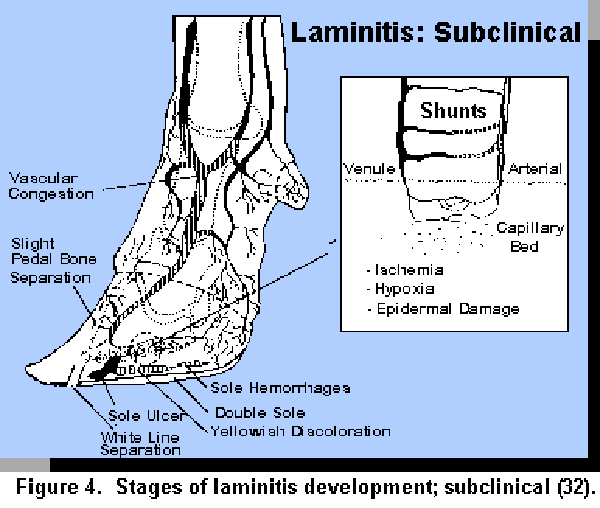 Laminitis: Subclinical
Shunts
Venule
Arterial
Capillary
Bed
- Ischemia
- Hypoxia
- Epidermal Damage
Vascular
Congestion
Slight
Pedal Bone
Separation
Sole Hemorrhages
Sole Ulcer
Double Sole
Yellowish Discoloration
White Line
Separation
Figure 4. Stages of laminitis development; subclinical (32).